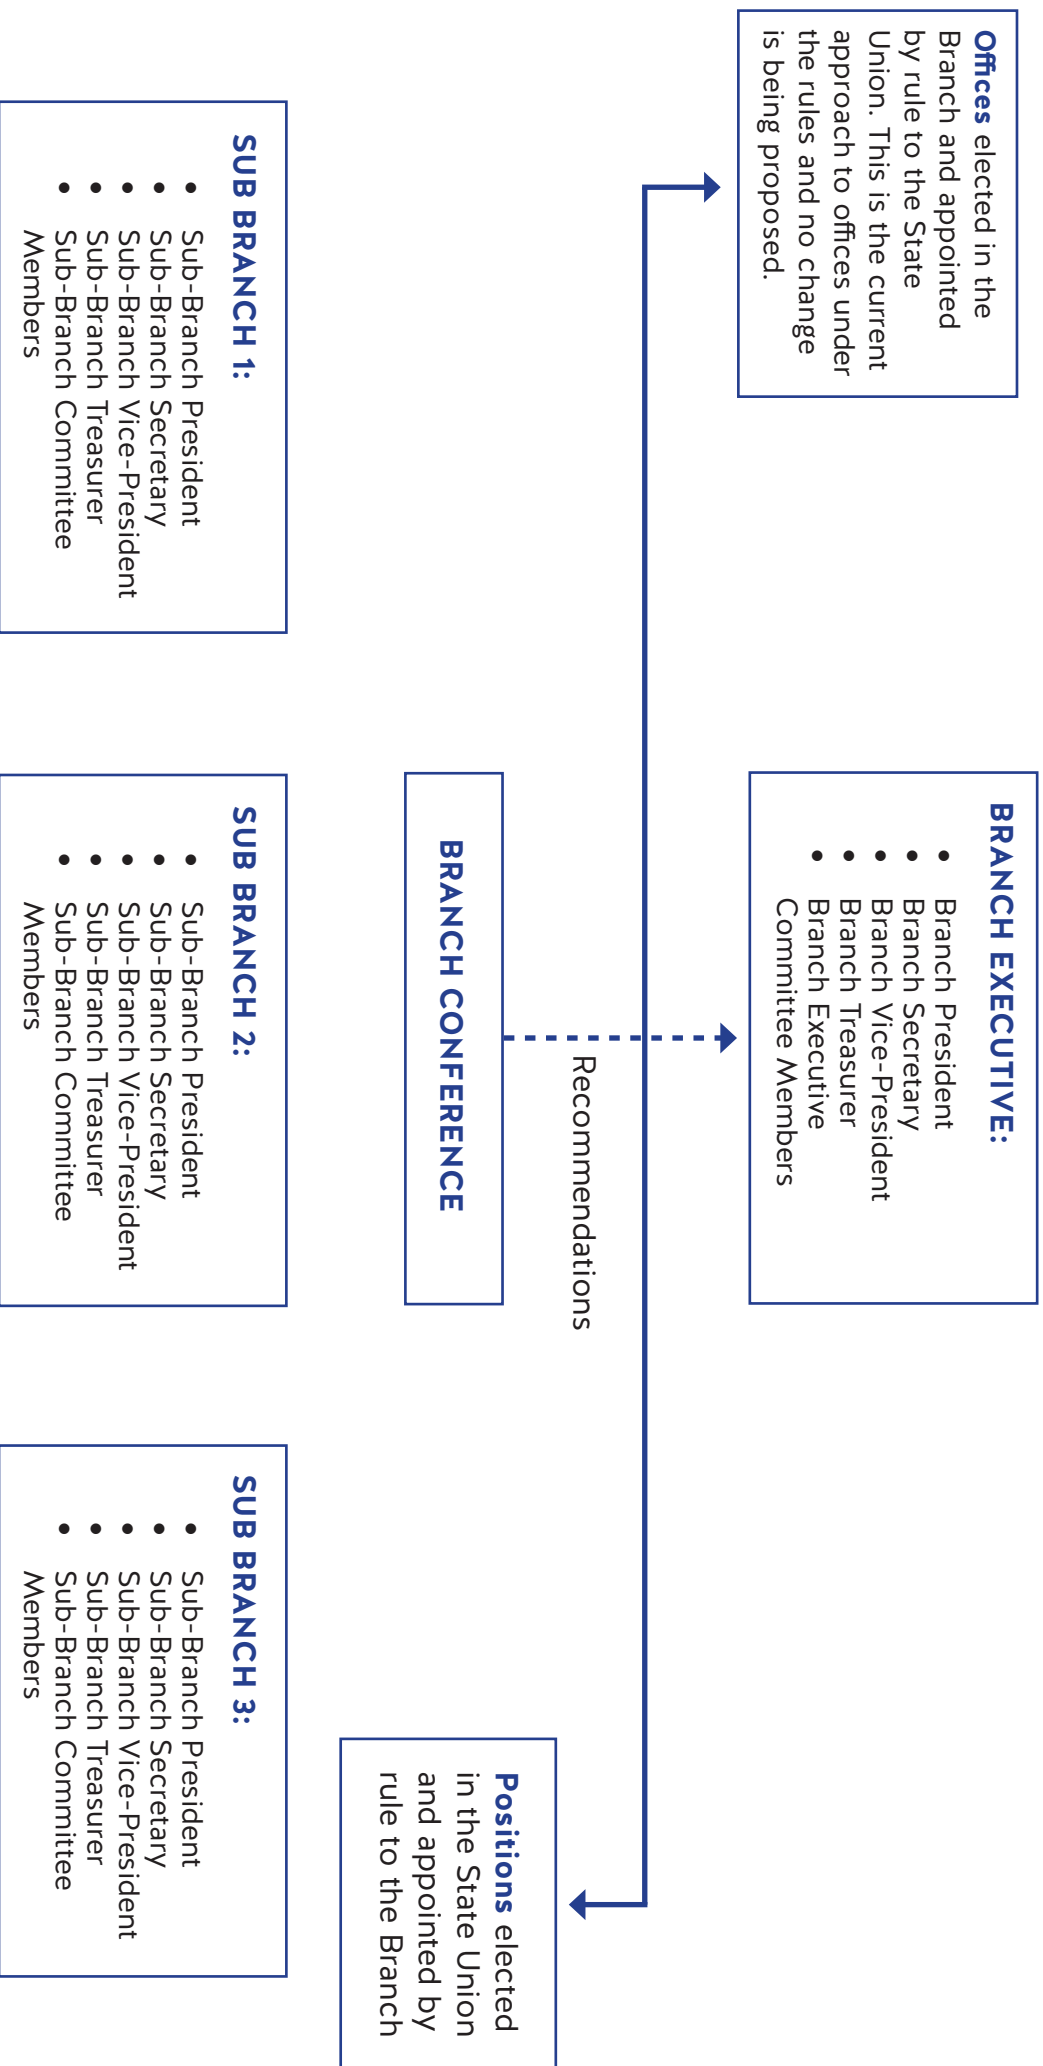 Offices elected in the
Branch and appointed
by rule to the State
Union. This is the current
approach to offices under
the rules and no change
is being proposed.
BRANCH EXECUTIVE:
• Branch President
• Branch Secretary
• Branch Vice-President
• Branch Treasurer
• Branch Executive
Committee Members
Recommendations
BRANCH CONFERENCE
Positions elected
in the State Union
and appointed by
rule to the Branch
SUB BRANCH 1:
• Sub-Branch President
• Sub-Branch Secretary
• Sub-Branch Vice-President
• Sub-Branch Treasurer
• Sub-Branch Committee
Members
SUB BRANCH 2:
• Sub-Branch President
• Sub-Branch Secretary
• Sub-Branch Vice-President
• Sub-Branch Treasurer
• Sub-Branch Committee
Members
SUB BRANCH 3:
• Sub-Branch President
• Sub-Branch Secretary
• Sub-Branch Vice-President
• Sub-Branch Treasurer
• Sub-Branch Committee
Members